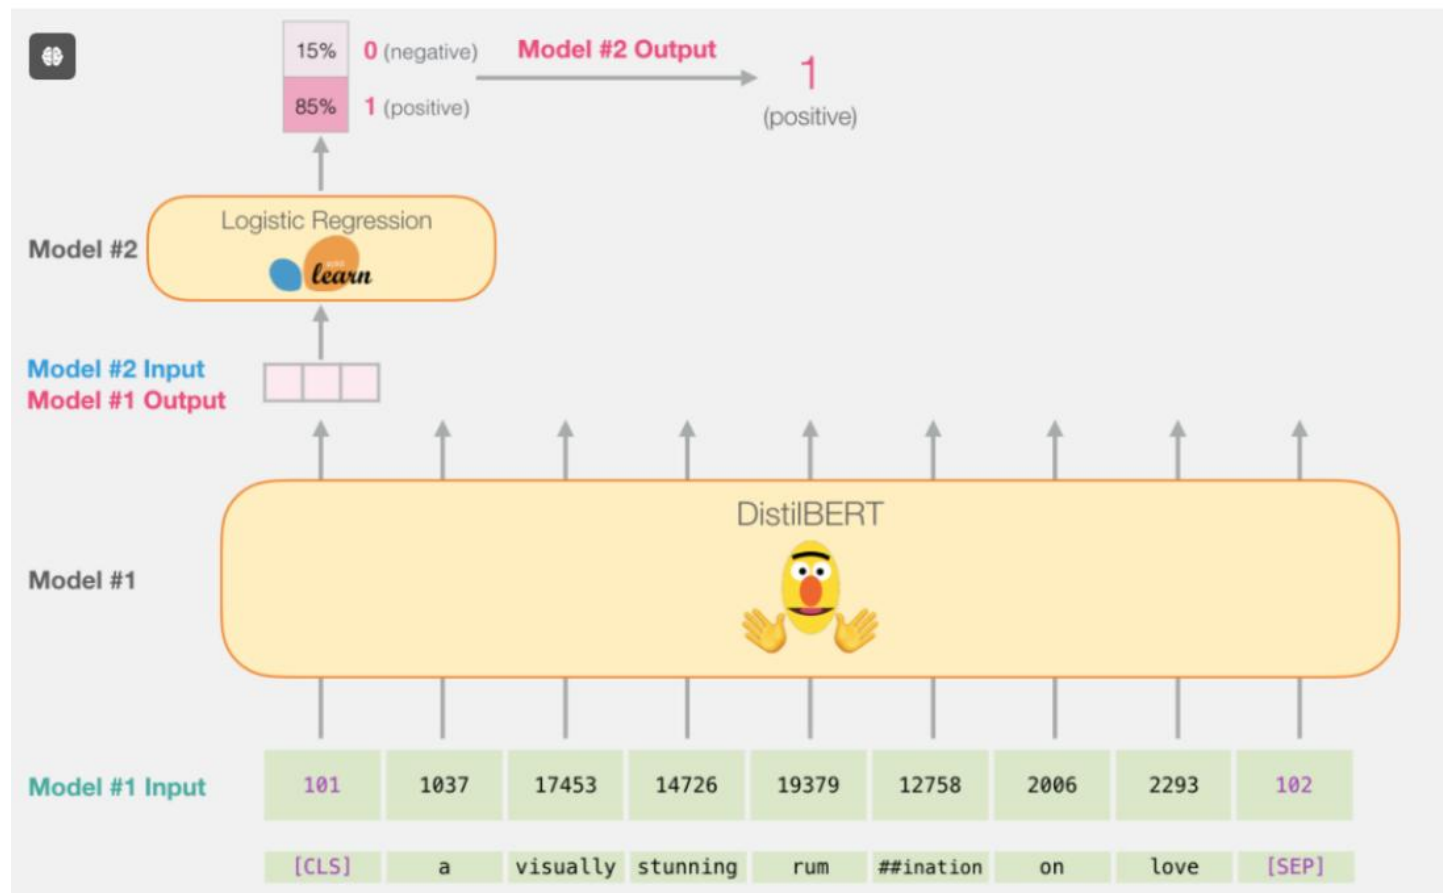 15% 0 (negative) Model #2 Output 1
85% 1 (positive) (positive)
Logistic Regression
Model #2
learn
Model #2 Input
Model #1 Output
DistilBERT
Model #1
Model #1 Input 101 1037 17453 14726 19379 12758 2006 2293 102
[CLS] a visually stunning rum ##ination on love [SEP]